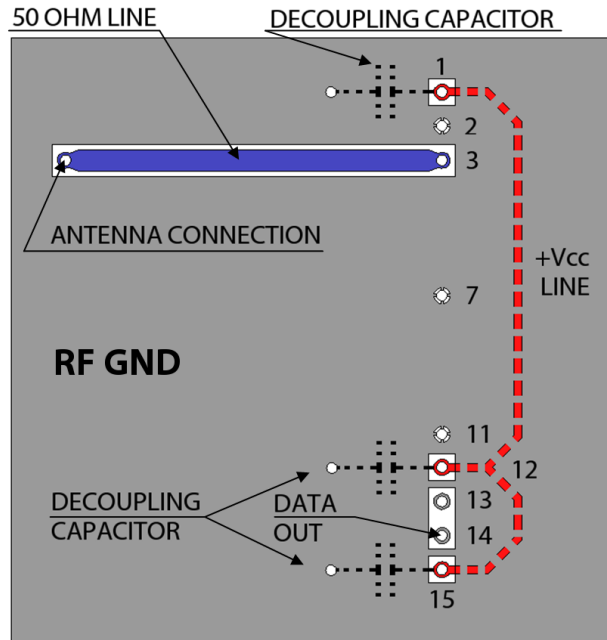 50 OHM LINE
DECOUPLING CAPACITOR
1
2
3
ANTENNA CONNECTION
+Vcc
LINE
7
RF GND
11
12
DECOUPLING
CAPACITOR
DATA
OUT
13
14
15